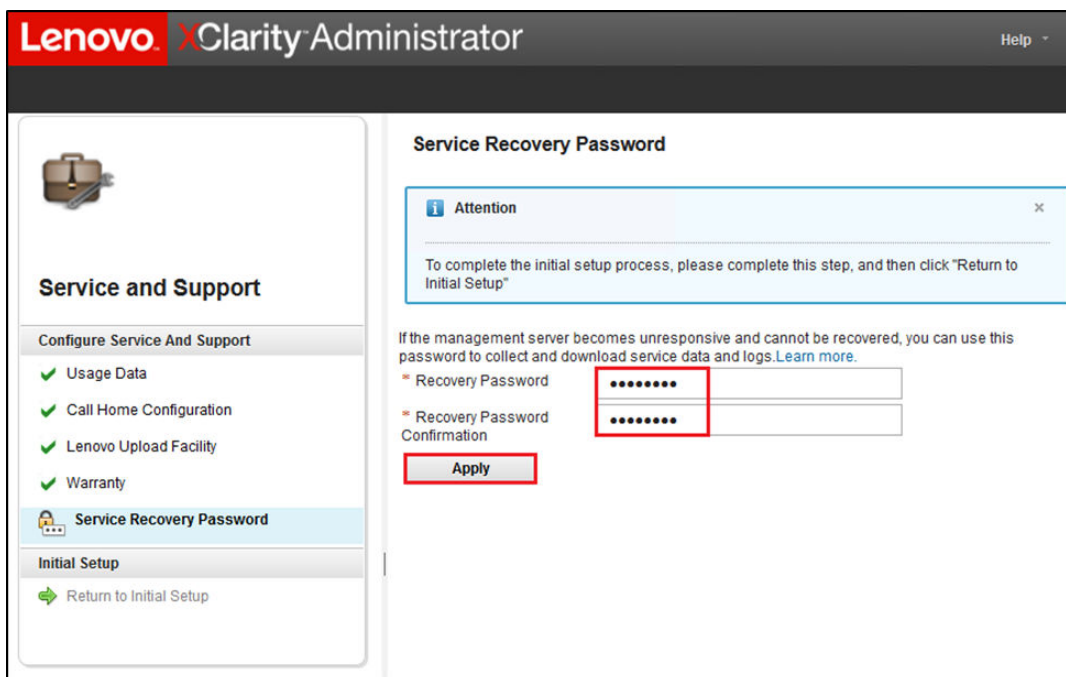 Lenovo. XClarity Administrator
Help
Service and Support
Configure Service And Support
Usage Data
Call Home Configuration
Lenovo Upload Facility
Warranty
Service Recovery Password
Initial Setup
Return to Initial Setup
Service Recovery Password
Attention
×
To complete the initial setup process, please complete this step, and then click "Return to
Initial Setup"
If the management server becomes unresponsive and cannot be recovered, you can use this
password to collect and download service data and logs.Learn more.
* Recovery Password
••••••••
* Recovery Password
Confirmation
••••••••
Apply